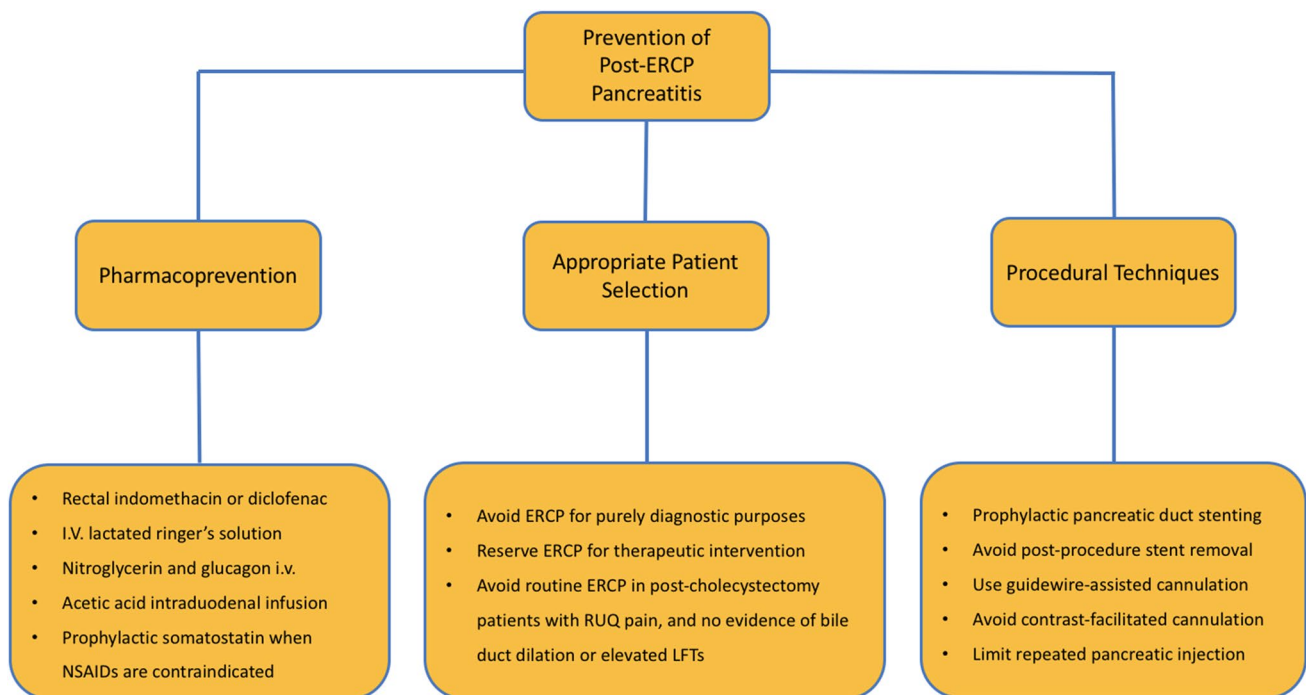 Prevention of
Post-ERCP
Pancreatitis
Pharmacoprevention
Appropriate Patient
Selection
Procedural Techniques
• Rectal indomethacin or diclofenac
• I.V. lactated ringer’s solution
• Nitroglycerin and glucagon i.v.
• Acetic acid intraduodenal infusion
• Prophylactic somatostatin when
NSAIDs are contraindicated
• Avoid ERCP for purely diagnostic purposes
• Reserve ERCP for therapeutic intervention
• Avoid routine ERCP in post-cholecystectomy
patients with RUQ pain, and no evidence of bile
duct dilation or elevated LFTs
• Prophylactic pancreatic duct stenting
• Avoid post-procedure stent removal
• Use guidewire-assisted cannulation
• Avoid contrast-facilitated cannulation
• Limit repeated pancreatic injection